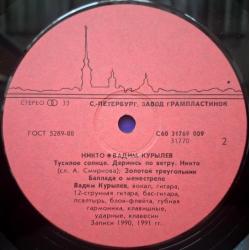 СТЕРЕО 33
С.-ПЕТЕРБУРГ, ЗАВОД ГРАМПЛАСТИНОК
ГОСТ 5289-88
С60 31769 009
31770
2
НИКТО ● ВАДИМ КУРЫЛЕВ
Тусклое солнце. Дервиш по ветру. Никто
(сл. А. Смирнова); Золотой треугольник
Баллада о менестреле
Вадим Курылев, вокал, гитара,
12-струнная гитара, бас-гитара,
псалтырь, блок-флейта, губная
гармоника, клавишные,
ударные, клавесин
Записи 1990, 1991 гг.